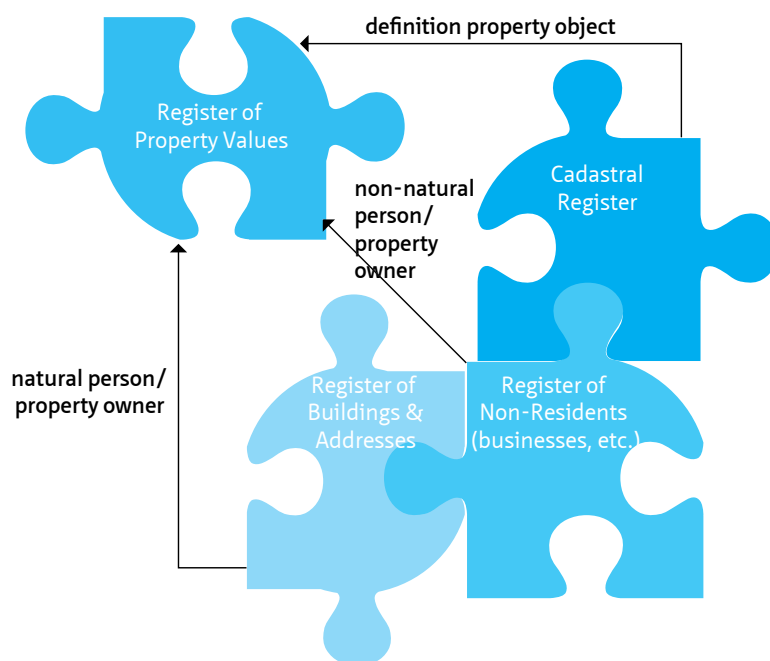 definition property object
Register of
Property Values
Cadastral
Register
non-natural
person/
property
owner
natural person/
property owner
Register of
Buildings &
Addresses
Register of
Non-Residents
(businesses, etc.)